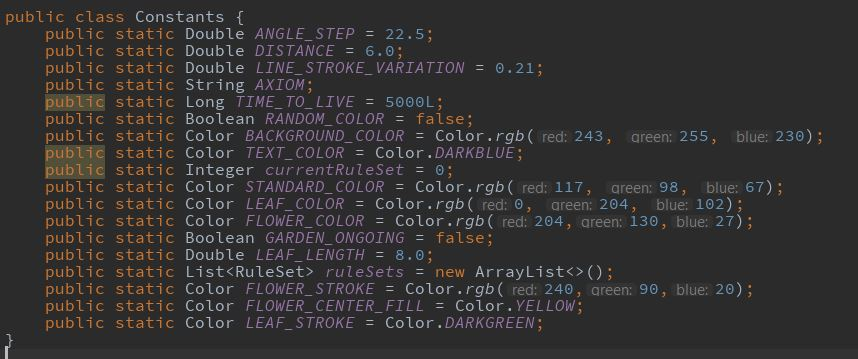 public class Constants {
    public static Double ANGLE_STEP = 22.5;
    public static Double DISTANCE = 6.0;
    public static Double LINE_STROKE_VARIATION = 0.21;
    public static String AXIOM;
    public static Long TIME_TO_LIVE = 5000L;
    public static Boolean RANDOM_COLOR = false;
    public static Color BACKGROUND_COLOR = Color.rgb( red: 243, green: 255, blue: 230);
    public static Color TEXT_COLOR = Color.DARKBLUE;
    public static Integer currentRuleSet = 0;
    public static Color STANDARD_COLOR = Color.rgb( red: 117, green: 98, blue: 67);
    public static Color LEAF_COLOR = Color.rgb( red: 0, green: 204, blue: 102);
    public static Color FLOWER_COLOR = Color.rgb( red: 204, green: 130, blue: 27);
    public static Boolean GARDEN_ONGOING = false;
    public static Double LEAF_LENGTH = 8.0;
    public static List<RuleSet> ruleSets = new ArrayList<>();
    public static Color FLOWER_STROKE = Color.rgb( red: 240, green: 90, blue: 20);
    public static Color FLOWER_CENTER_FILL = Color.YELLOW;
    public static Color LEAF_STROKE = Color.DARKGREEN;
}